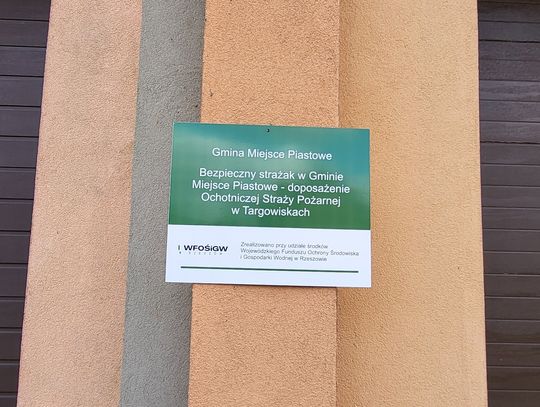 Gmina Miejsce Piastowe
Bezpieczny strażak w Gminie
Miejsce Piastowe - doposażenie
Ochotniczej Straży Pożarnej
w Targowiskach
WFOŚiGW
RZESZÓW
Zrealizowano przy udziale środków
Wojewódzkiego Funduszu Ochrony Środowiska
i Gospodarki Wodnej w Rzeszowie